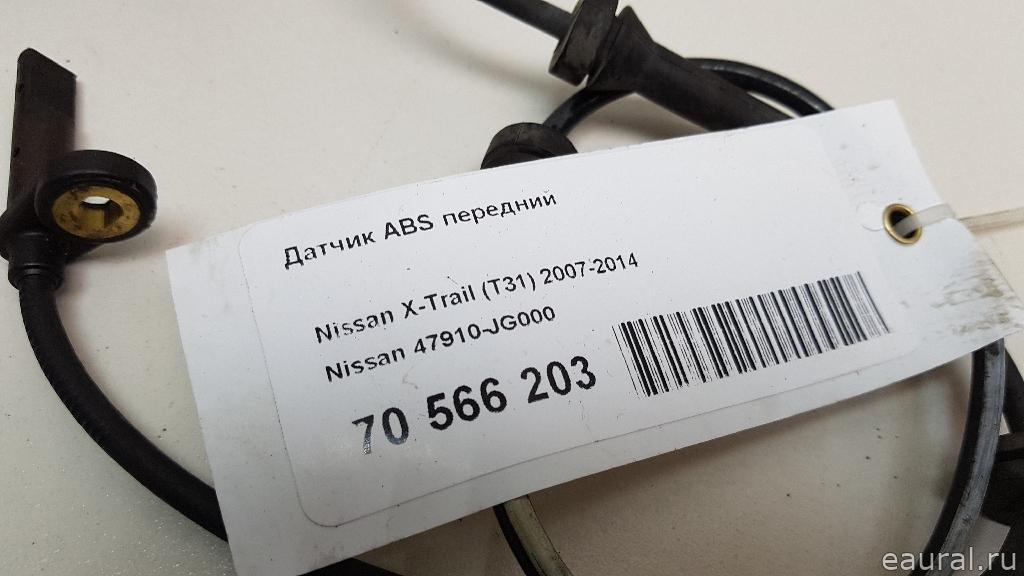 Датчик ABS передний
Nissan X-Trail (T31) 2007-2014
Nissan 47910-JG000
70 566 203
eaural.ru